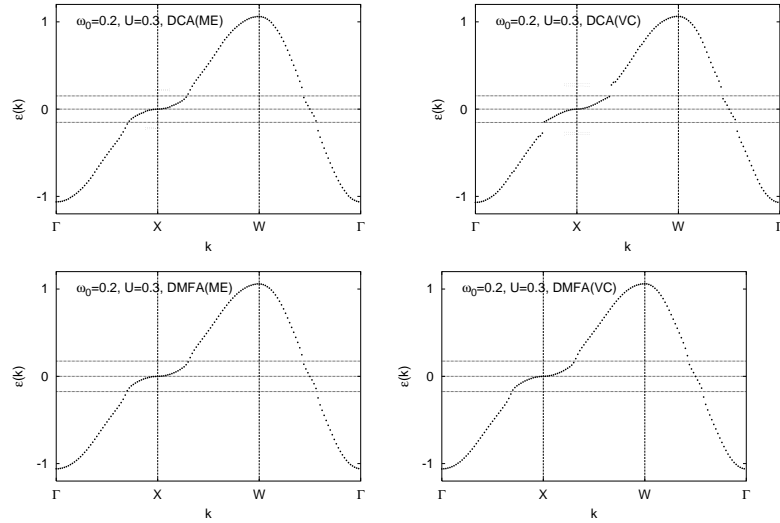 ω₀=0.2, U=0.3, DCA(ME)
ε(k)
1
0
-1
Γ X W Γ
k
ω₀=0.2, U=0.3, DCA(VC)
ε(k)
1
0
-1
Γ X W Γ
k
ω₀=0.2, U=0.3, DMFA(ME)
ε(k)
1
0
-1
Γ X W Γ
k
ω₀=0.2, U=0.3, DMFA(VC)
ε(k)
1
0
-1
Γ X W Γ
k